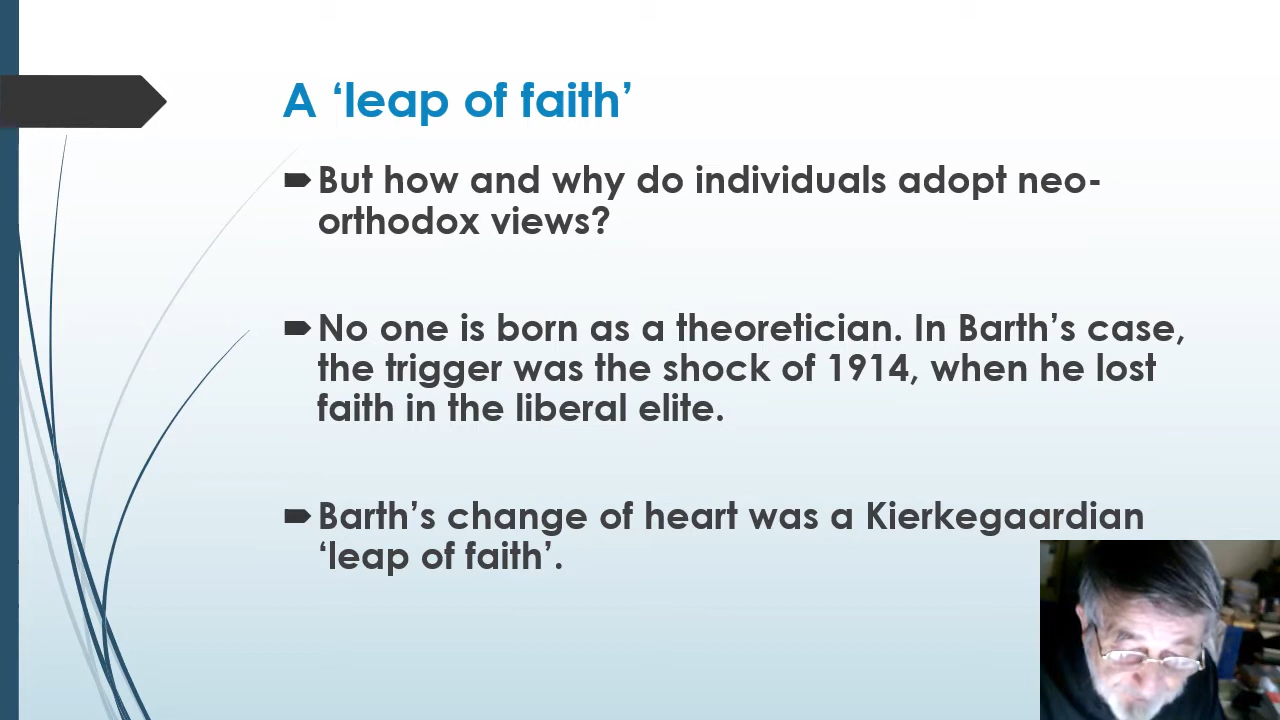 A ‘leap of faith’
But how and why do individuals adopt neo-
orthodox views?
No one is born as a theoretician. In Barth’s case,
the trigger was the shock of 1914, when he lost
faith in the liberal elite.
Barth’s change of heart was a Kierkegaardian
‘leap of faith’.